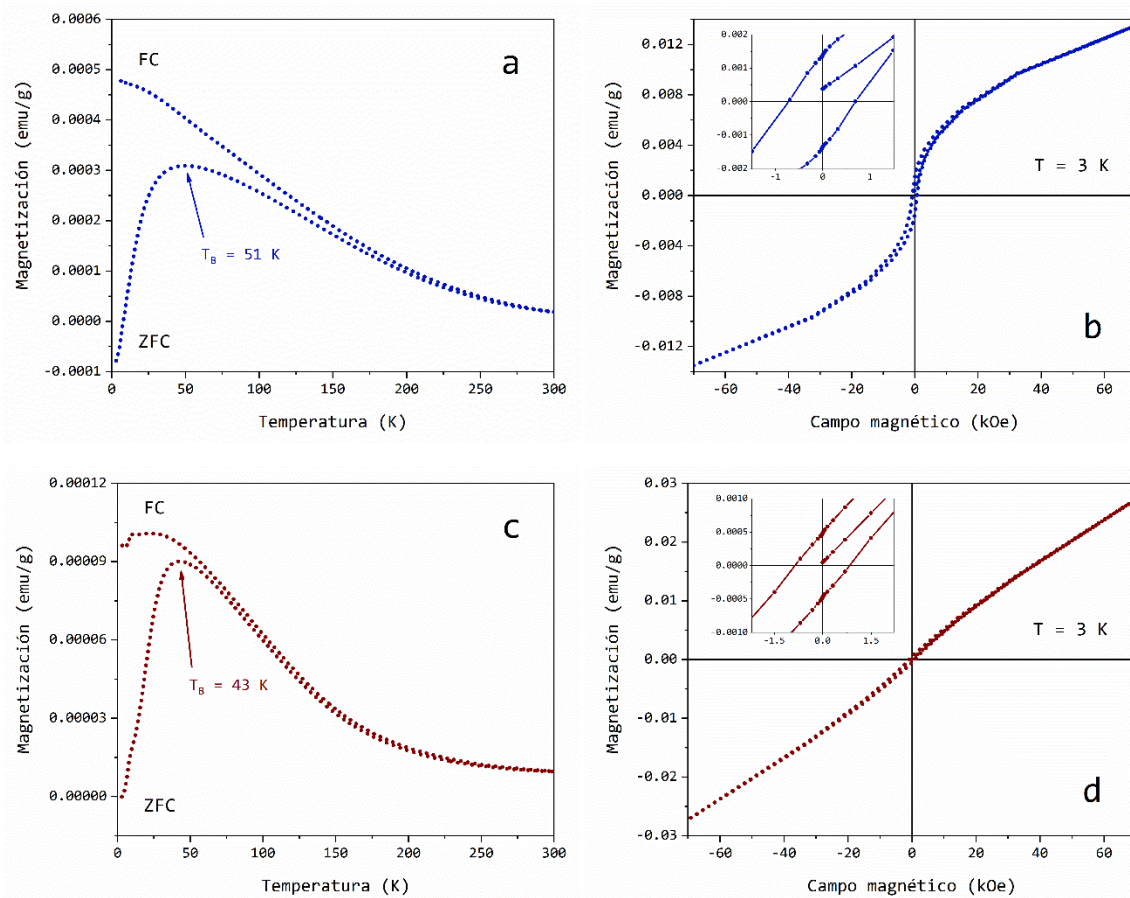 0.0006
0.0005
0.0004
0.0003
0.0002
0.0001
0.0000
-0.0001
Magnetización (emu/g)
FC
a
T_B = 51 K
ZFC
0 50 100 150 200 250 300
Temperatura (K)
0.012
0.008
0.004
0.000
-0.004
-0.008
-0.012
Magnetización (emu/g)
0.002
0.001
0.000
-0.001
-0.002
-1 0 1
T = 3 K
b
-60 -40 -20 0 20 40 60
Campo magnético (kOe)
0.00012
0.00009
0.00006
0.00003
0.00000
Magnetización (emu/g)
FC
c
T_B = 43 K
ZFC
0 50 100 150 200 250 300
Temperatura (K)
0.03
0.02
0.01
0.00
-0.01
-0.02
-0.03
Magnetización (emu/g)
0.0010
0.0005
0.0000
-0.0005
-0.0010
-1.5 0.0 1.5
T = 3 K
d
-60 -40 -20 0 20 40 60
Campo magnético (kOe)